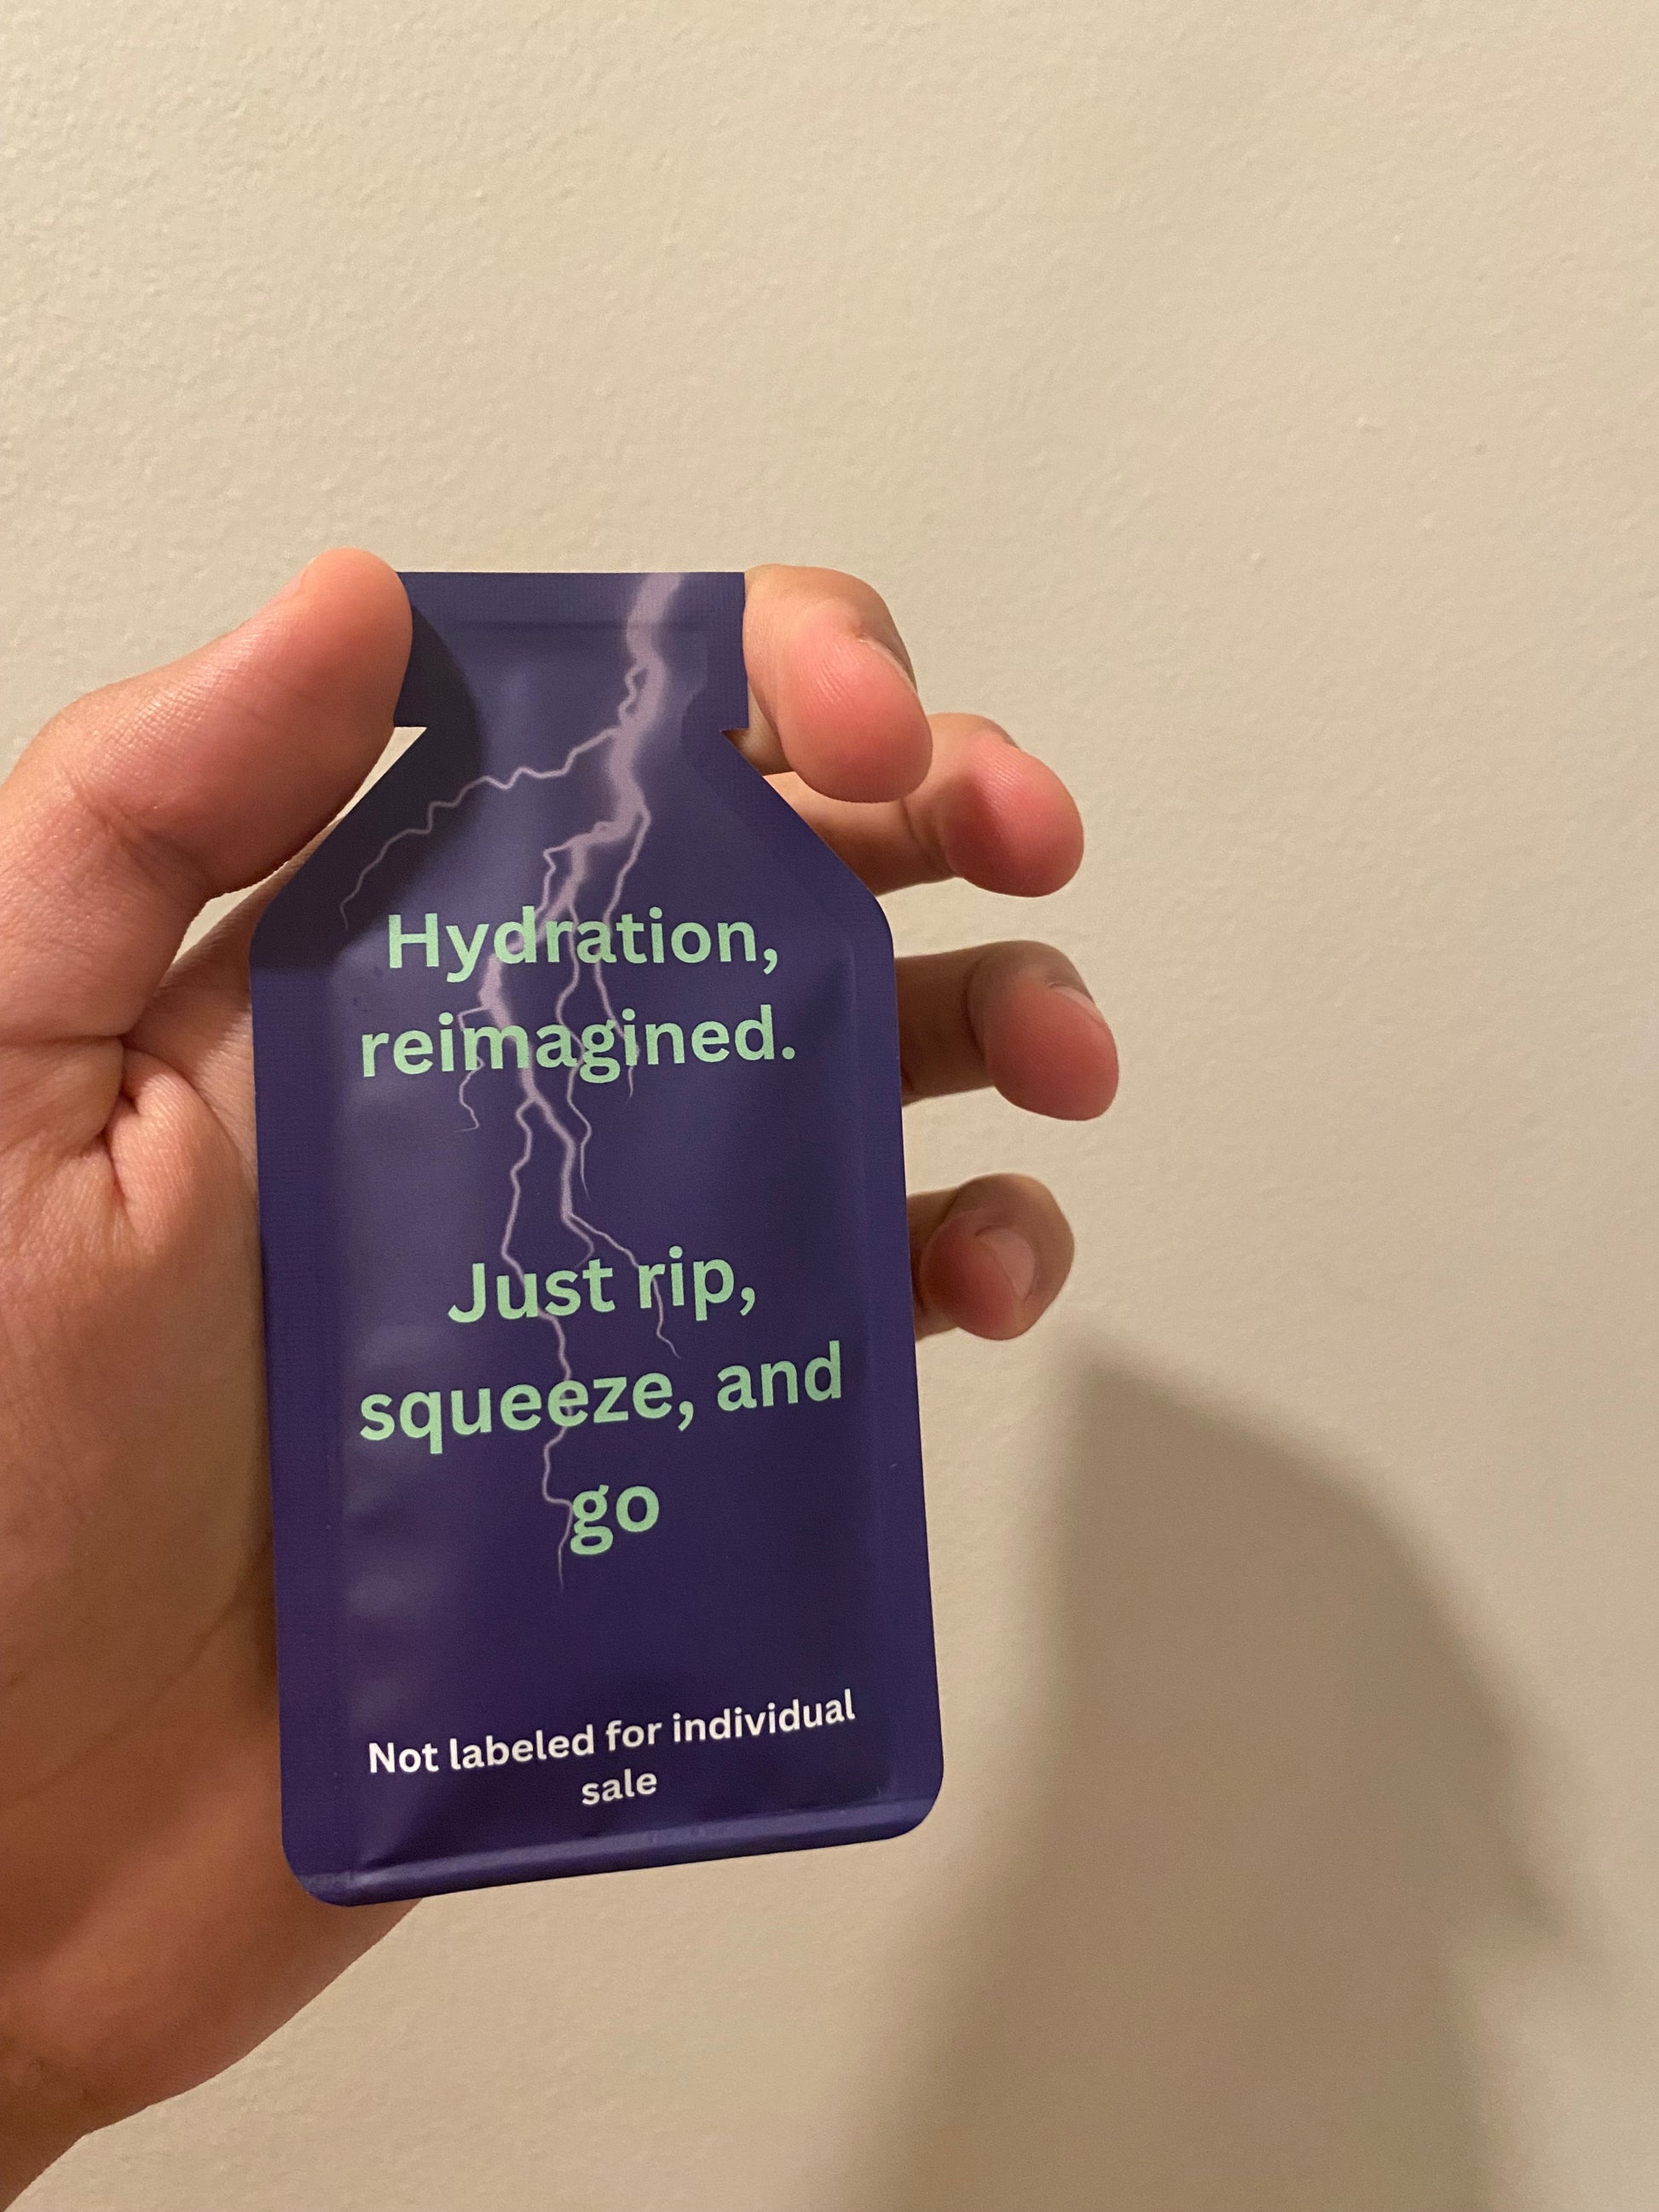 Hydration,
reimagined.
Just rip,
squeeze, and
go
Not labeled for individual
sale